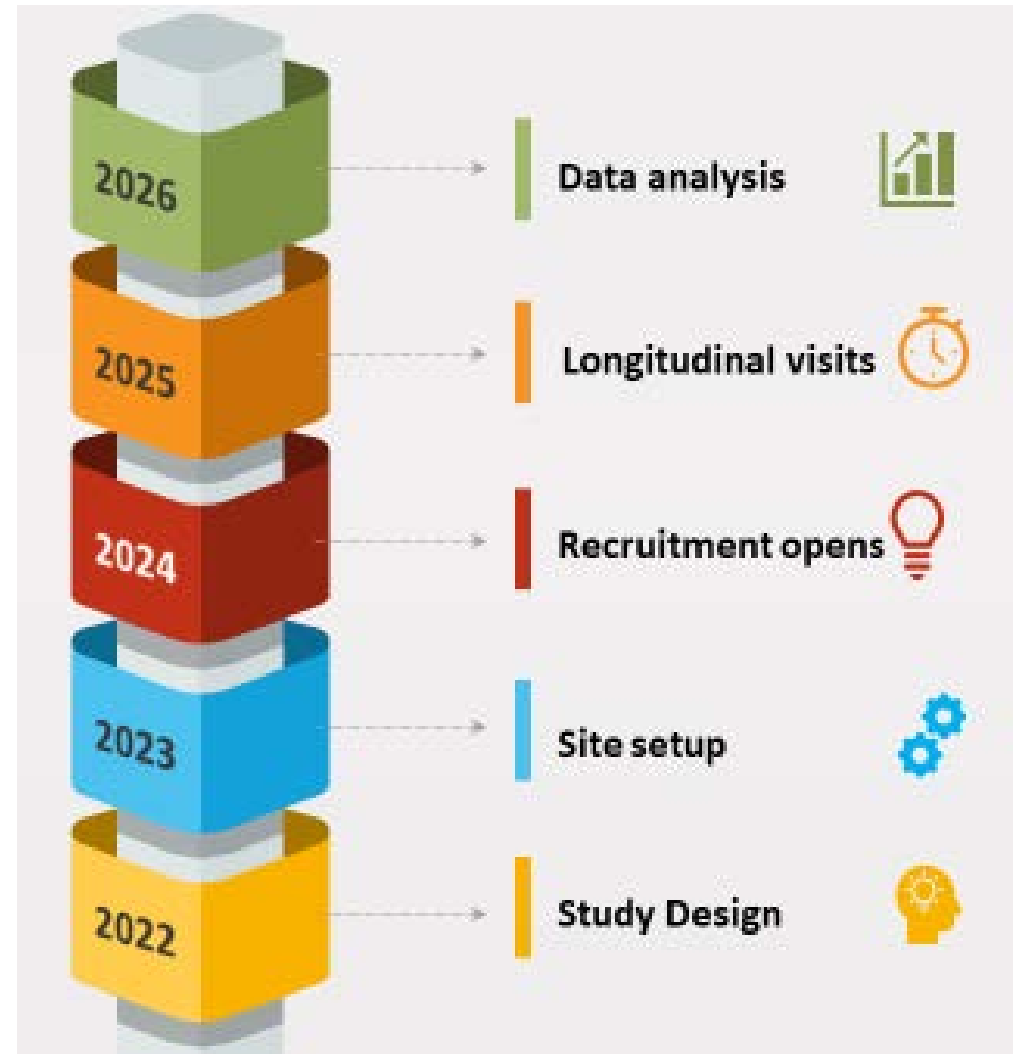 2026
Data analysis
2025
Longitudinal visits
2024
Recruitment opens
2023
Site setup
2022
Study Design